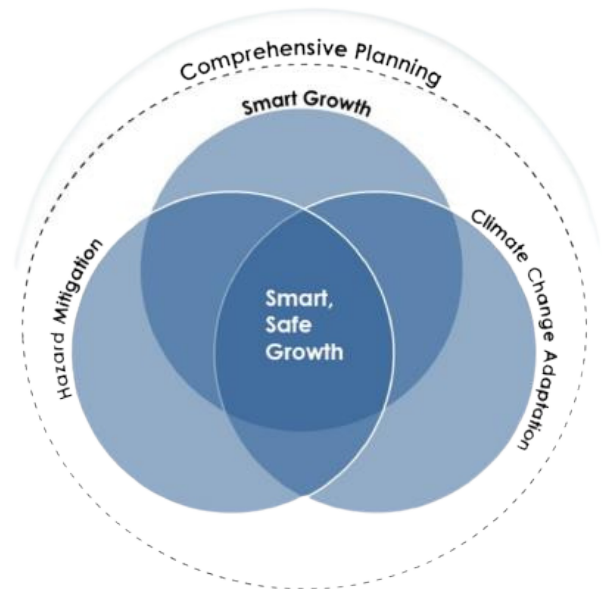 Comprehensive Planning
Smart Growth
Hazard Mitigation
Climate Change Adaptation
Smart,
Safe
Growth